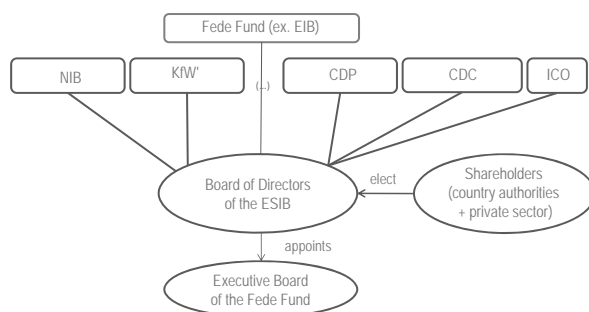 Fede Fund (ex. EIB)
NIB
KfW'
(...)
CDP
CDC
ICO
Board of Directors
of the ESIB
elect
Shareholders
(country authorities
+ private sector)
appoints
Executive Board
of the Fede Fund